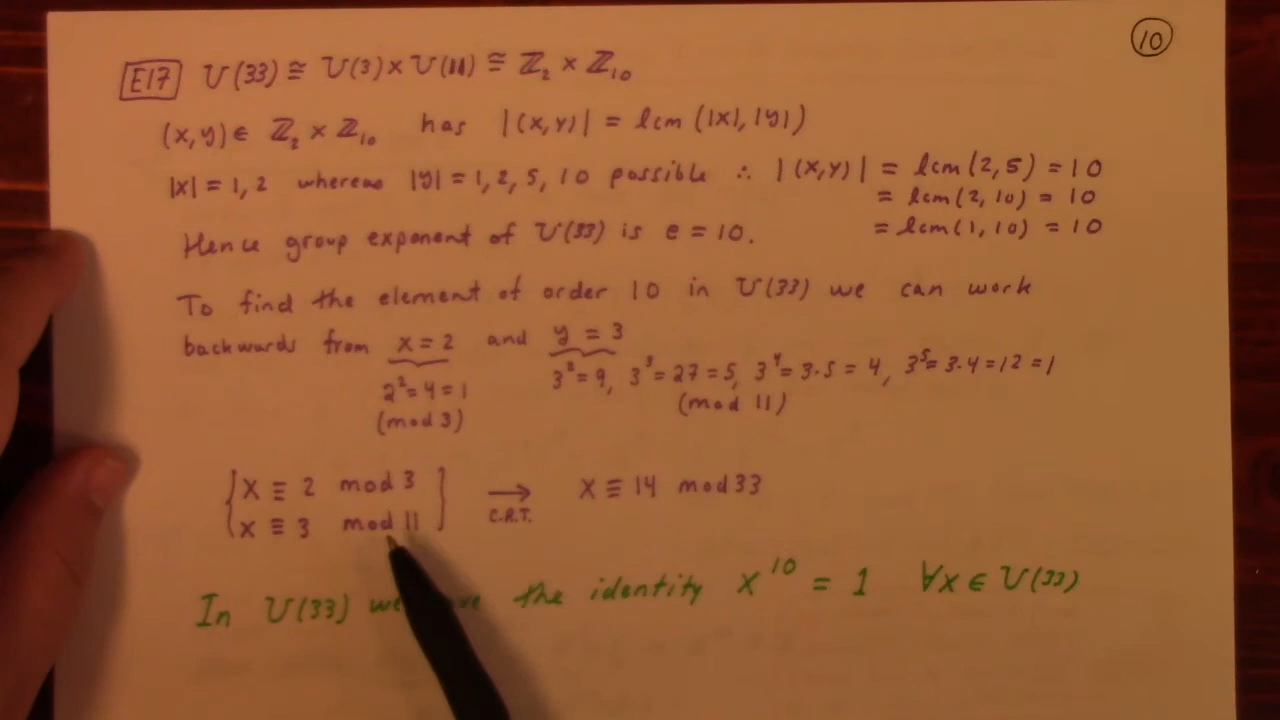 10
E17 U(33) ≅ U(3) × U(11) ≅ ℤ₂ × ℤ₁₀
(x,y) ∈ ℤ₂ × ℤ₁₀ has |(x,y)| = lcm(|x|, |y|)
|x| = 1, 2 whereas |y| = 1, 2, 5, 10 possible ∴ |(x,y)| = lcm(2, 5) = 10
= lcm(2, 10) = 10
= lcm(1, 10) = 10
Hence group exponent of U(33) is e = 10.
To find the element of order 10 in U(33) we can work
backwards from x = 2 and y = 3
2² = 4 = 1 3² = 9, 3³ = 27 = 5, 3⁴ = 3·5 = 4, 3⁵ = 3·4 = 12 = 1
(mod 3) (mod 11)
{ x ≡ 2 mod 3
x ≡ 3 mod 11 } → C.R.T. x ≡ 14 mod 33
In U(33) we the identity x¹⁰ = 1 ∀x ∈ U(33)